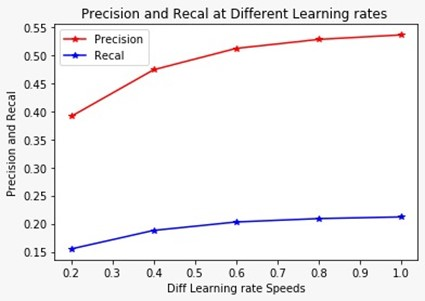 Precision and Recal at Different Learning rates
Precision
Recal
Precision and Recal
0.55
0.50
0.45
0.40
0.35
0.30
0.25
0.20
0.15
0.2 0.3 0.4 0.5 0.6 0.7 0.8 0.9 1.0
Diff Learning rate Speeds